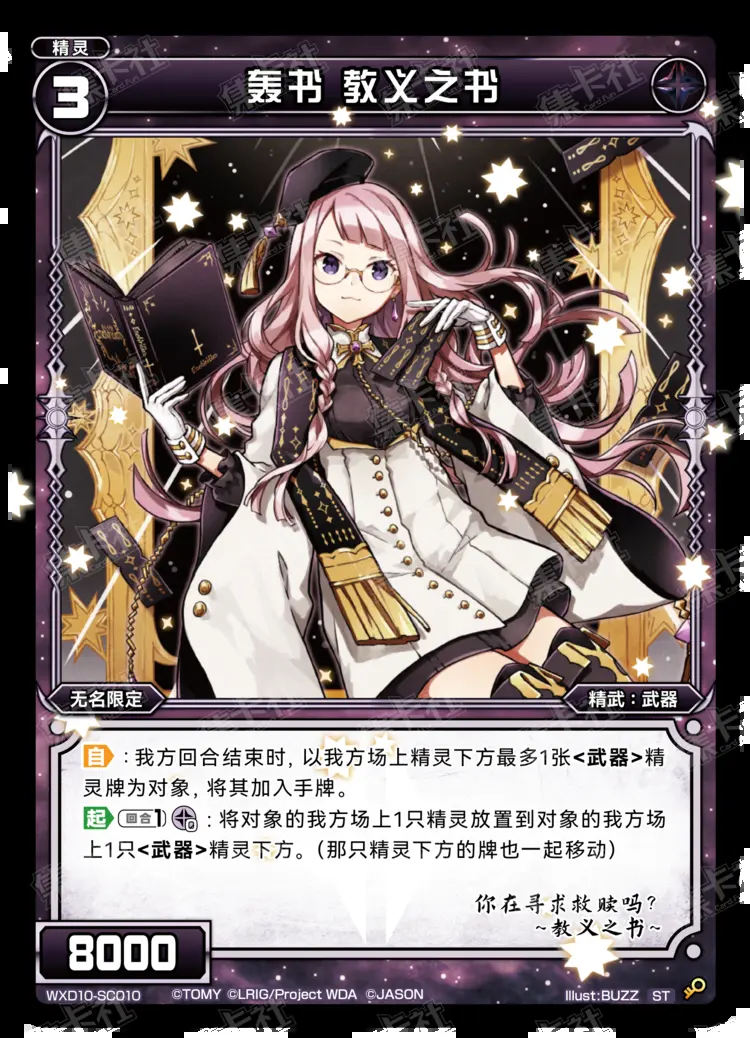 精灵
3
轰书 教义之书
无名限定
精武：武器
自：我方回合结束时, 以我方场上精灵下方最多1张<武器>精
灵牌为对象, 将其加入手牌。
起 回合1 0：将对象的我方场上1只精灵放置到对象的我方场
上1只<武器>精灵下方。（那只精灵下方的牌也一起移动）
你在寻求救赎吗？
~教义之书~
8000
WXD10-SC010 ©TOMY ©LRIG/Project WDA ©JASON Illust:BUZZ ST
集卡社